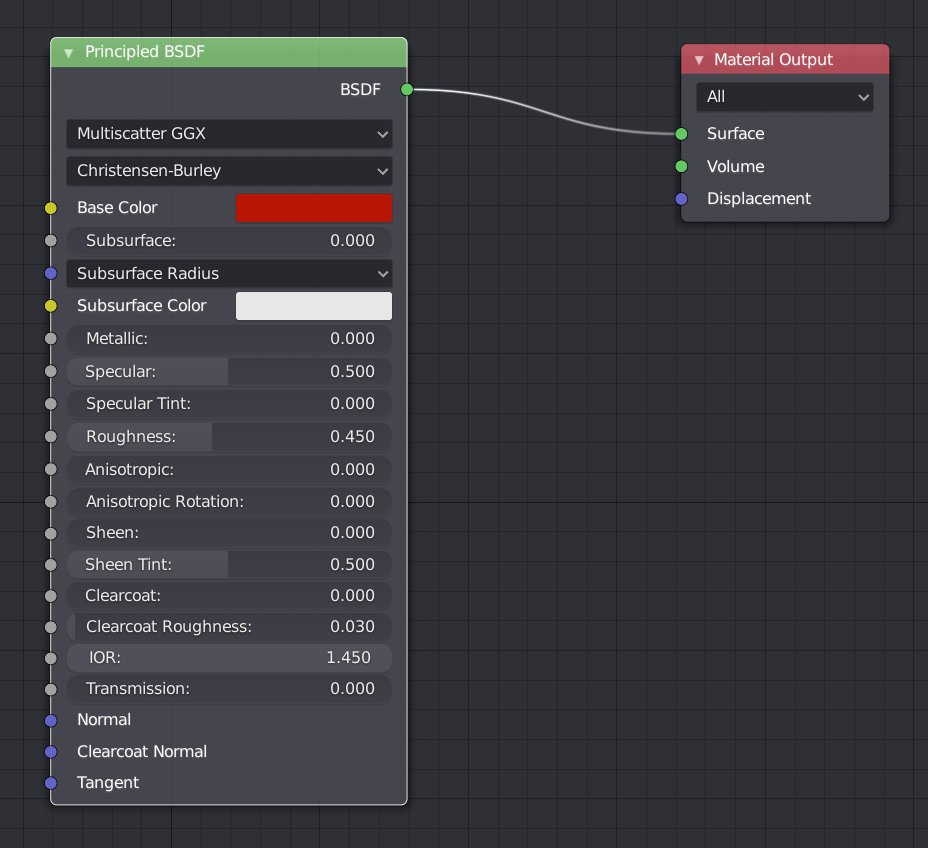 Principled BSDF
BSDF
Multiscatter GGX
Christensen-Burley
Base Color
Subsurface: 0.000
Subsurface Radius
Subsurface Color
Metallic: 0.000
Specular: 0.500
Specular Tint: 0.000
Roughness: 0.450
Anisotropic: 0.000
Anisotropic Rotation: 0.000
Sheen: 0.000
Sheen Tint: 0.500
Clearcoat: 0.000
Clearcoat Roughness: 0.030
IOR: 1.450
Transmission: 0.000
Normal
Clearcoat Normal
Tangent
Material Output
All
Surface
Volume
Displacement